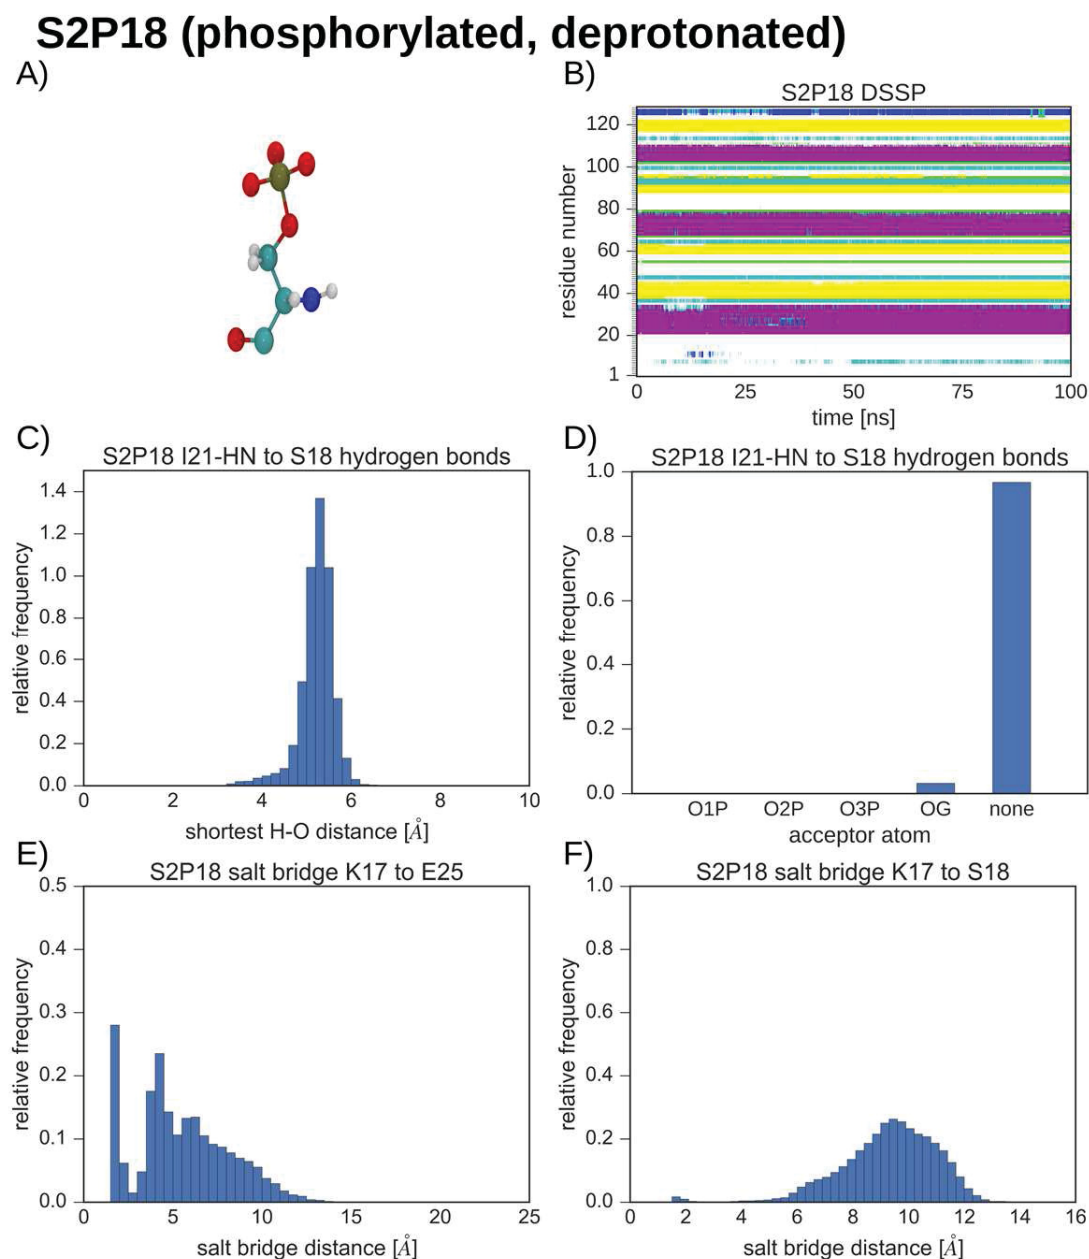 S2P18 (phosphorylated, deprotonated)
A)
B)
S2P18 DSSP
residue number
120
100
80
60
40
20
1
0 25 50 75 100
time [ns]
C)
S2P18 I21-HN to S18 hydrogen bonds
relative frequency
1.4
1.2
1.0
0.8
0.6
0.4
0.2
0.0
0 2 4 6 8 10
shortest H-O distance [Å]
D)
S2P18 I21-HN to S18 hydrogen bonds
relative frequency
1.0
0.8
0.6
0.4
0.2
0.0
O1P O2P O3P OG none
acceptor atom
E)
S2P18 salt bridge K17 to E25
relative frequency
0.5
0.4
0.3
0.2
0.1
0.0
0 5 10 15 20 25
salt bridge distance [Å]
F)
S2P18 salt bridge K17 to S18
relative frequency
1.0
0.8
0.6
0.4
0.2
0.0
0 2 4 6 8 10 12 14 16
salt bridge distance [Å]